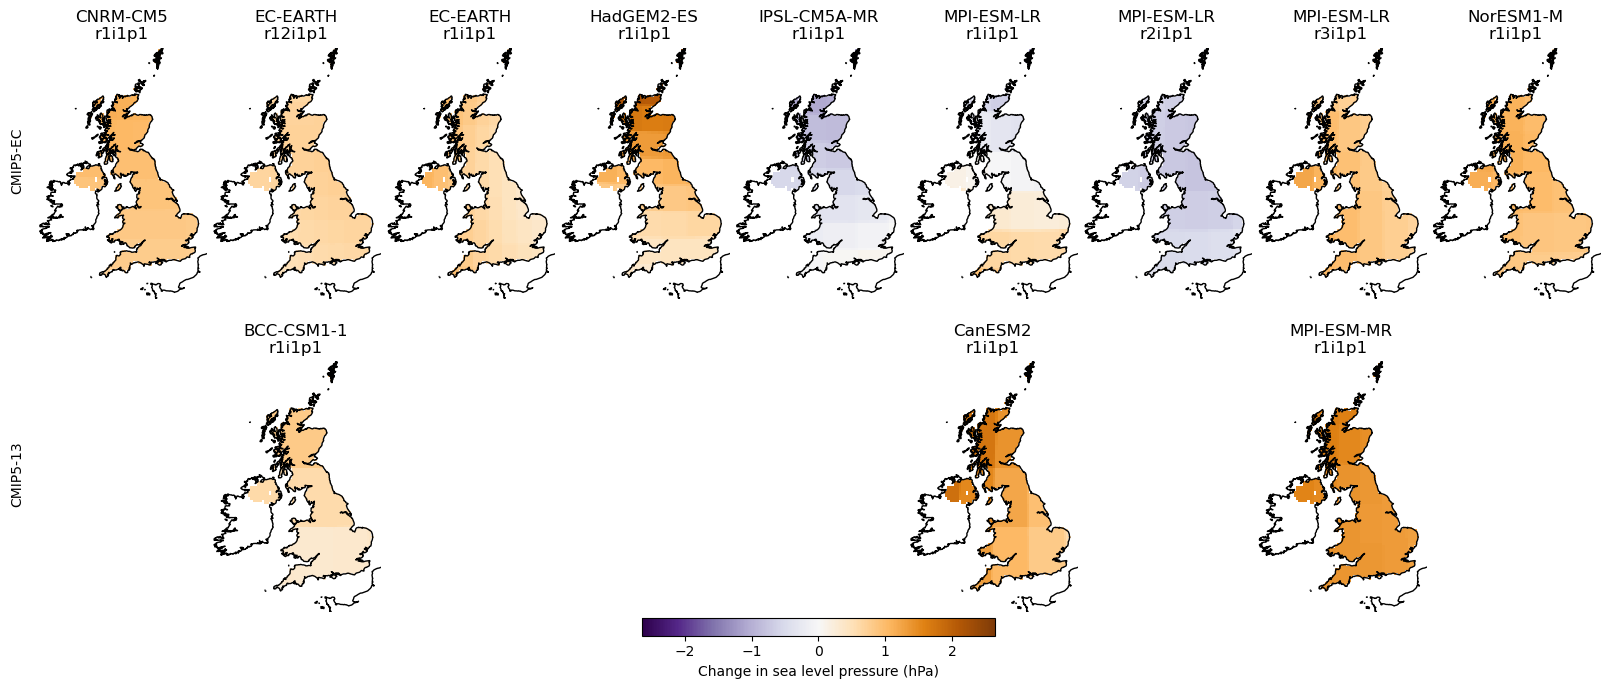 CNRM-CM5
r1i1p1
EC-EARTH
r12i1p1
EC-EARTH
r1i1p1
HadGEM2-ES
r1i1p1
IPSL-CM5A-MR
r1i1p1
MPI-ESM-LR
r1i1p1
MPI-ESM-LR
r2i1p1
MPI-ESM-LR
r3i1p1
NorESM1-M
r1i1p1
CMIP5-EC
BCC-CSM1-1
r1i1p1
CanESM2
r1i1p1
MPI-ESM-MR
r1i1p1
CMIP5-13
−2 −1 0 1 2
Change in sea level pressure (hPa)